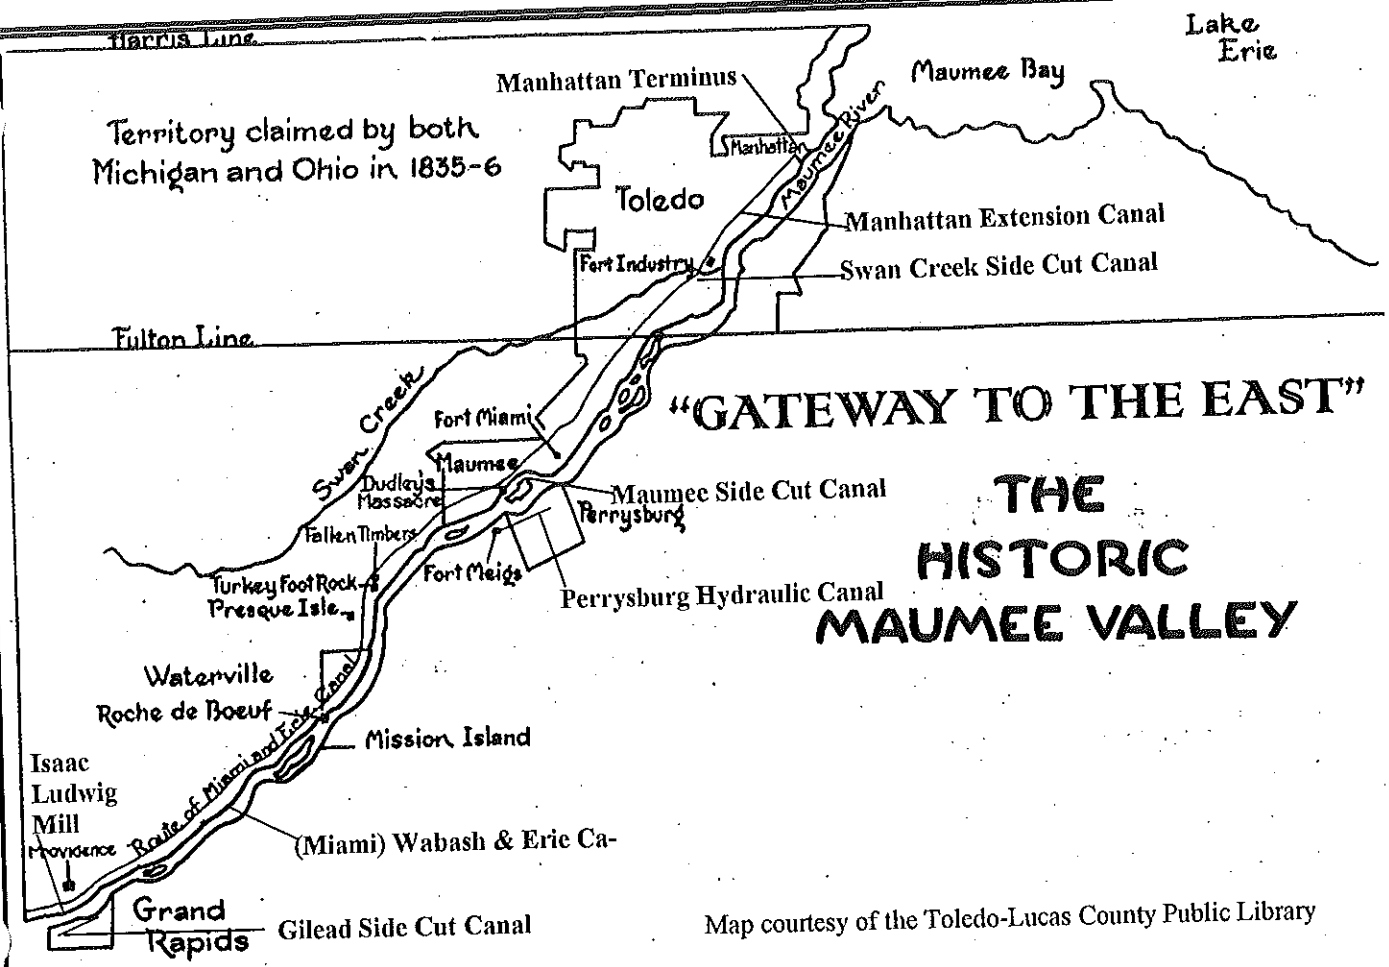 Harris Line
Lake
Erie
Maumee Bay
Manhattan Terminus
Territory claimed by both
Michigan and Ohio in 1835-6
Manhattan
Maumee River
Toledo
Manhattan Extension Canal
Fort Industry
Swan Creek Side Cut Canal
Fulton Line
Swan Creek
"GATEWAY TO THE EAST"
Fort Miami
Maumee
Dudley's
Massacre
Maumee Side Cut Canal
THE
Perrysburg
Fallen Timbers
HISTORIC
Fort Meigs
Turkey Foot Rock
Presque Isle
Perrysburg Hydraulic Canal
MAUMEE VALLEY
Waterville
Roche de Boeuf
Mission Island
Route of Miami and Erie Canal
Isaac
Ludwig
Mill
Providence
(Miami) Wabash & Erie Ca-
Grand
Rapids
Gilead Side Cut Canal
Map courtesy of the Toledo-Lucas County Public Library